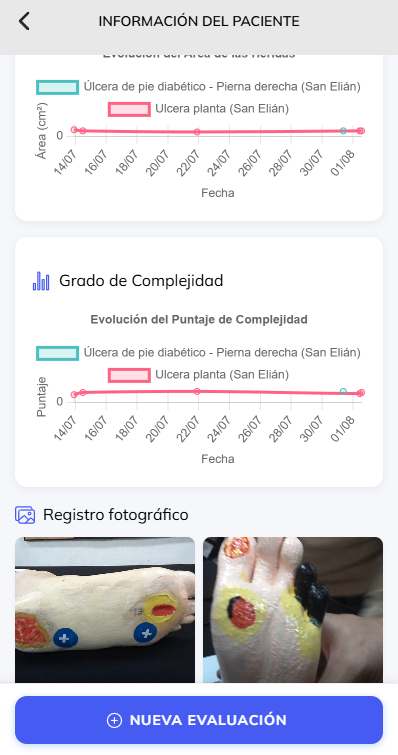 INFORMACIÓN DEL PACIENTE
Evolución del Área de las Heridas
Úlcera de pie diabético - Pierna derecha (San Elián)
Ulcera planta (San Elián)
Área (cm²)
0
14/07
16/07
18/07
20/07
22/07
24/07
26/07
28/07
30/07
01/08
Fecha
Grado de Complejidad
Evolución del Puntaje de Complejidad
Úlcera de pie diabético - Pierna derecha (San Elián)
Ulcera planta (San Elián)
Puntaje
0
14/07
16/07
18/07
20/07
22/07
24/07
26/07
28/07
30/07
01/08
Fecha
Registro fotográfico
NUEVA EVALUACIÓN